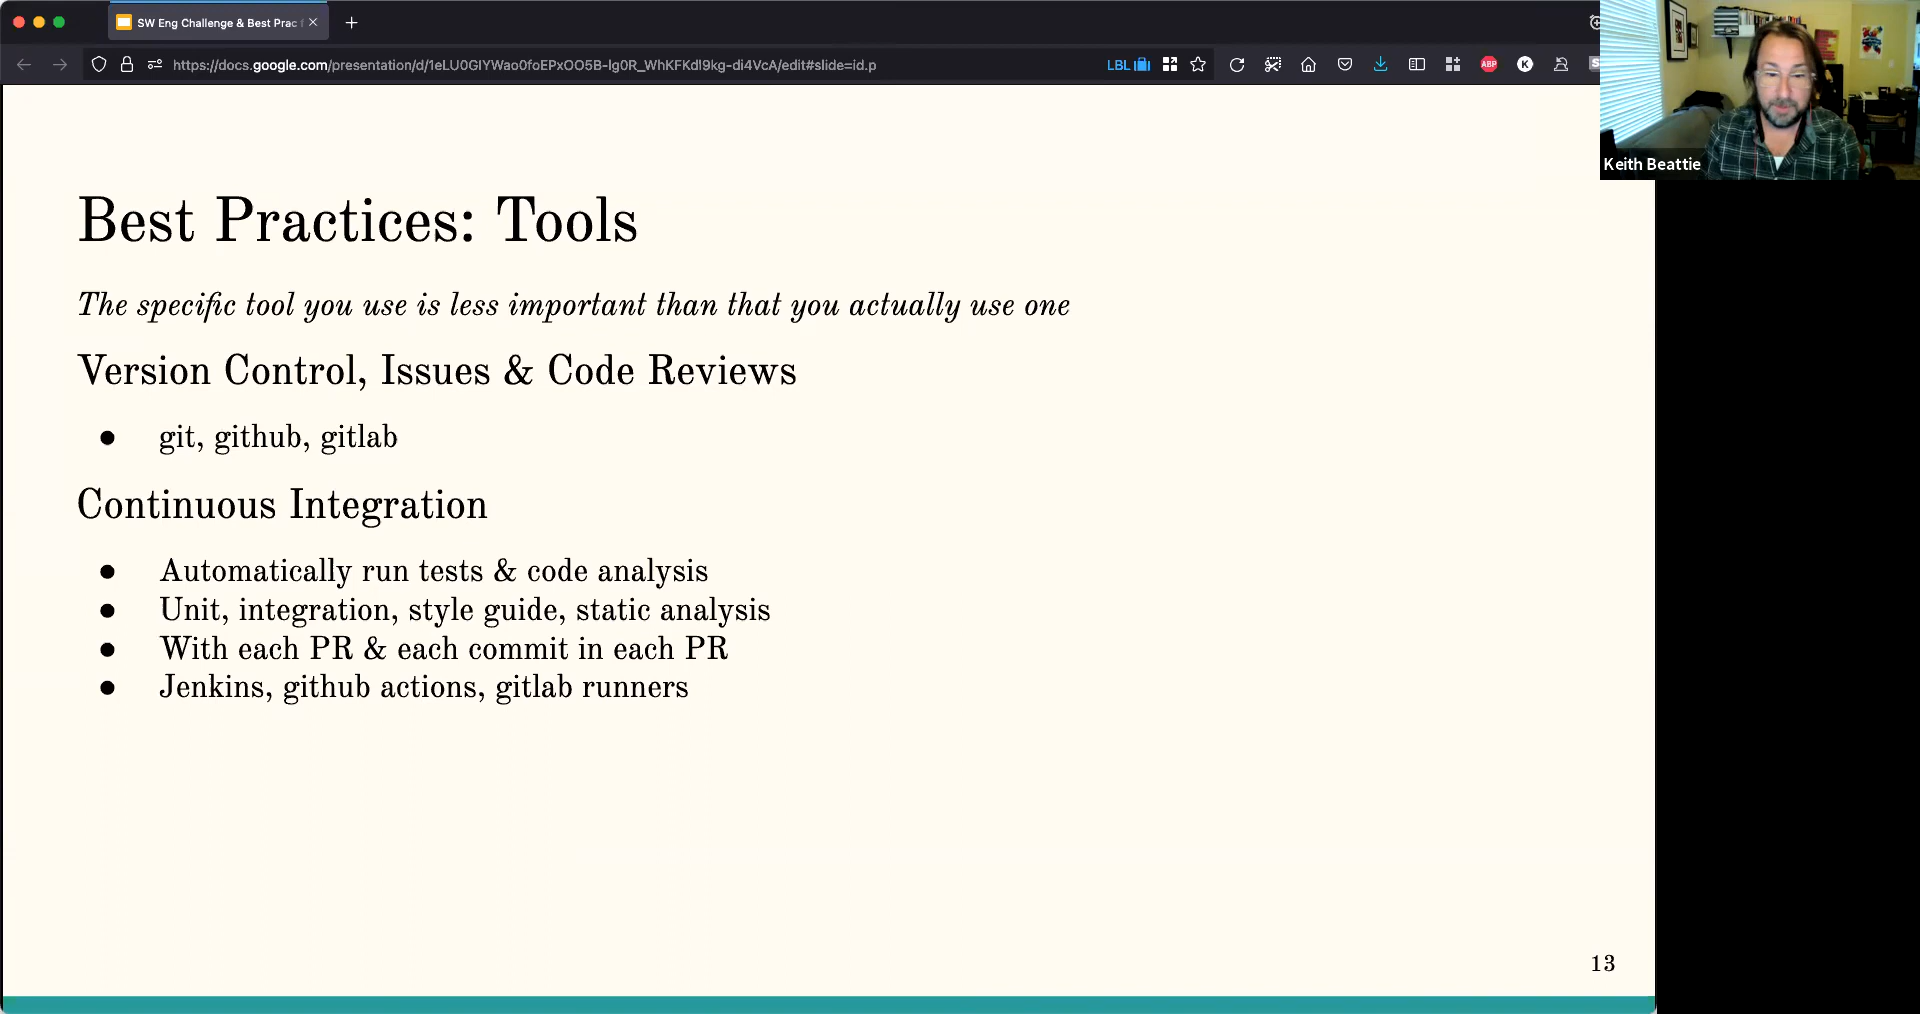 SW Eng Challenge & Best Prac
https://docs.google.com/presentation/d/1eLU0GIYWao0foEPxOO5B-lg0R_WhKFKdl9kg-di4VcA/edit#slide=id.p
LBL
ABP
K
S
Keith Beattie
Best Practices: Tools
The specific tool you use is less important than that you actually use one
Version Control, Issues & Code Reviews
● git, github, gitlab
Continuous Integration
● Automatically run tests & code analysis
● Unit, integration, style guide, static analysis
● With each PR & each commit in each PR
● Jenkins, github actions, gitlab runners
13